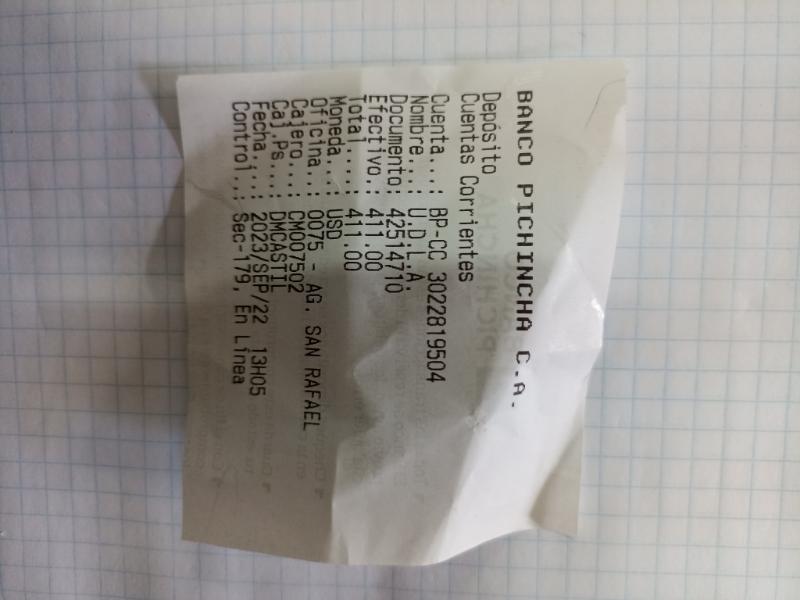 BANCO PICHINCHA C.A.
Depósito
Cuentas Corrientes
Cuenta..: BP-CC 3022819504
Nombre..: U.D.L.A.
Documento: 42514710
Efectivo.: 411.00
Total....: 411.00
Moneda..: USD
Oficina..: 0075 - AG. SAN RAFAEL
Cajero...: CM007502
Caj.Ps...: DMCASTIL
Fecha....: 2023/SEP/22 13H05
Control..: Sec-179, En Línea